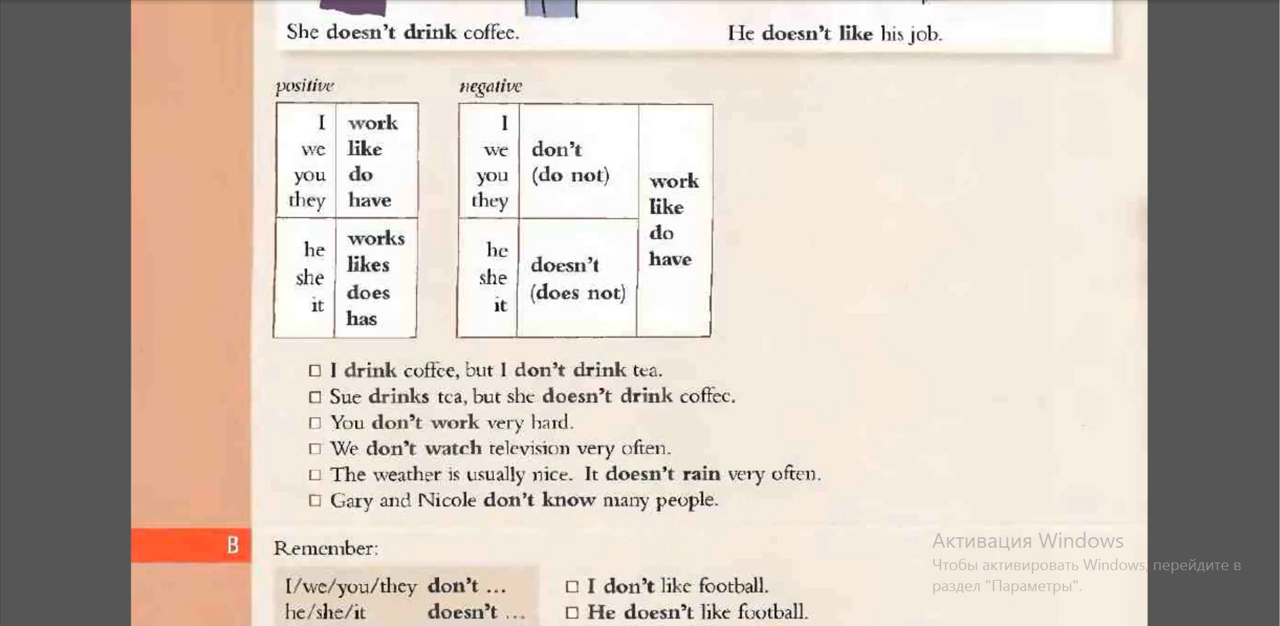 She doesn't drink coffee.
He doesn't like his job.
positive
negative
I work
we like
you do
they have
he works
she likes
it does
has
I
we don't
you (do not)
they
he
she doesn't
it (does not)
work
like
do
have
□ I drink coffee, but I don't drink tea.
□ Sue drinks tea, but she doesn't drink coffee.
□ You don't work very hard.
□ We don't watch television very often.
□ The weather is usually nice. It doesn't rain very often.
□ Gary and Nicole don't know many people.
B
Remember:
I/we/you/they don't ...
he/she/it doesn't ...
□ I don't like football.
□ He doesn't like football.
Активация Windows
Чтобы активировать Windows, перейдите в
раздел "Параметры".